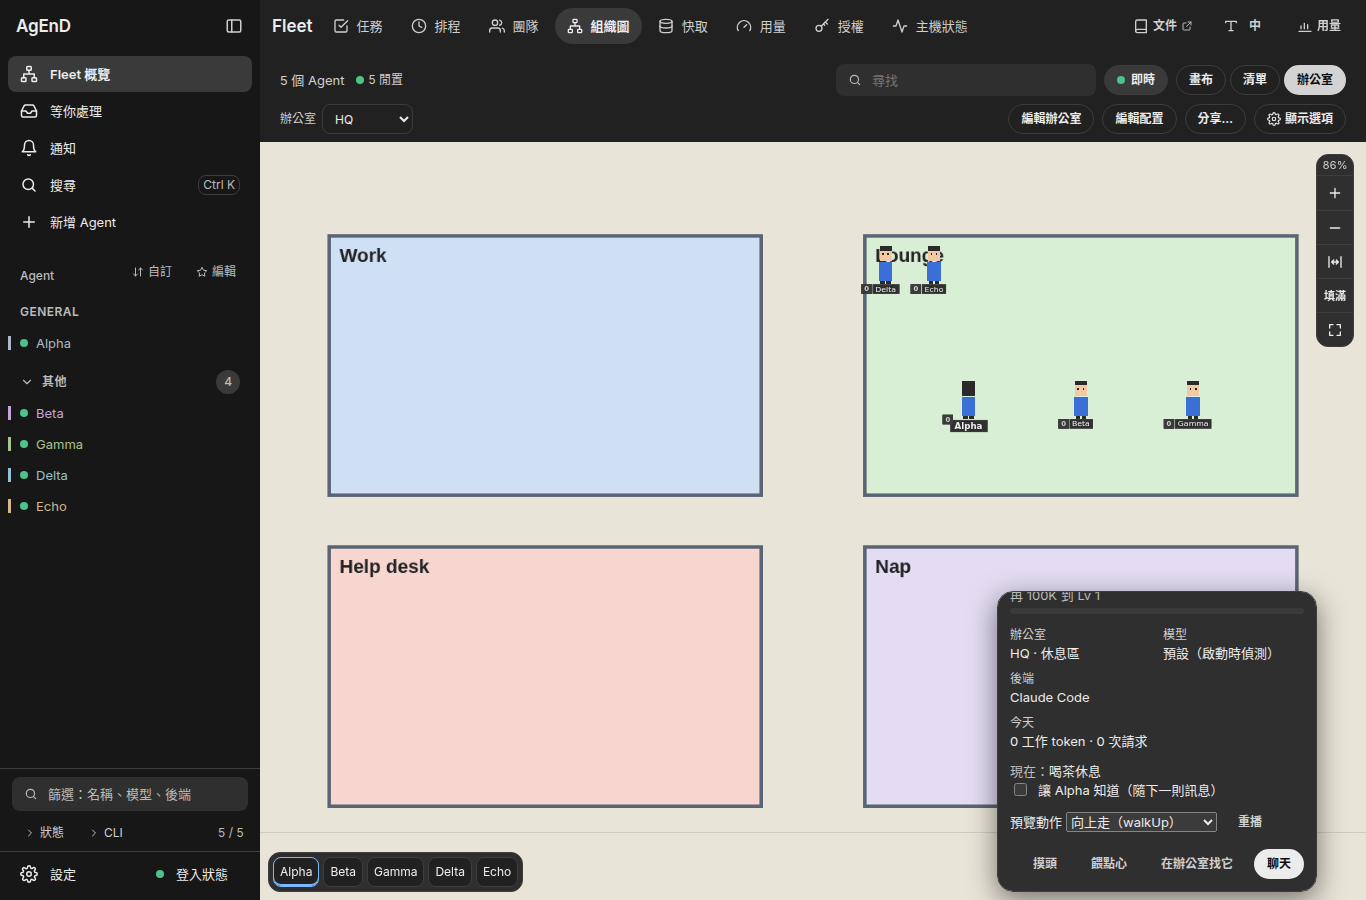 AgEnD
Fleet 概覽
等你處理
通知
搜尋 Ctrl K
新增 Agent
Agent 自訂 編輯
GENERAL
Alpha
其他 4
Beta
Gamma
Delta
Echo
篩選：名稱、模型、後端
狀態 CLI 5 / 5
設定 登入狀態
Fleet 任務 排程 團隊 組織圖 快取 用量 授權 主機狀態 文件 中 用量
5 個 Agent 5 閒置 尋找 即時 畫布 清單 辦公室
辦公室 HQ 編輯辦公室 編輯配置 分享... 顯示選項
86%
填滿
Work
Lounge
0 Delta 0 Echo
0 Alpha 0 Beta 0 Gamma
Help desk
Nap
再 100K 到 Lv 1
辦公室 模型
HQ · 休息區 預設（啟動時偵測）
後端
Claude Code
今天
0 工作 token · 0 次請求
現在：喝茶休息
讓 Alpha 知道（隨下一則訊息）
預覽動作 向上走（walkUp） 重播
摸頭 餵點心 在辦公室找它 聊天
Alpha Beta Gamma Delta Echo